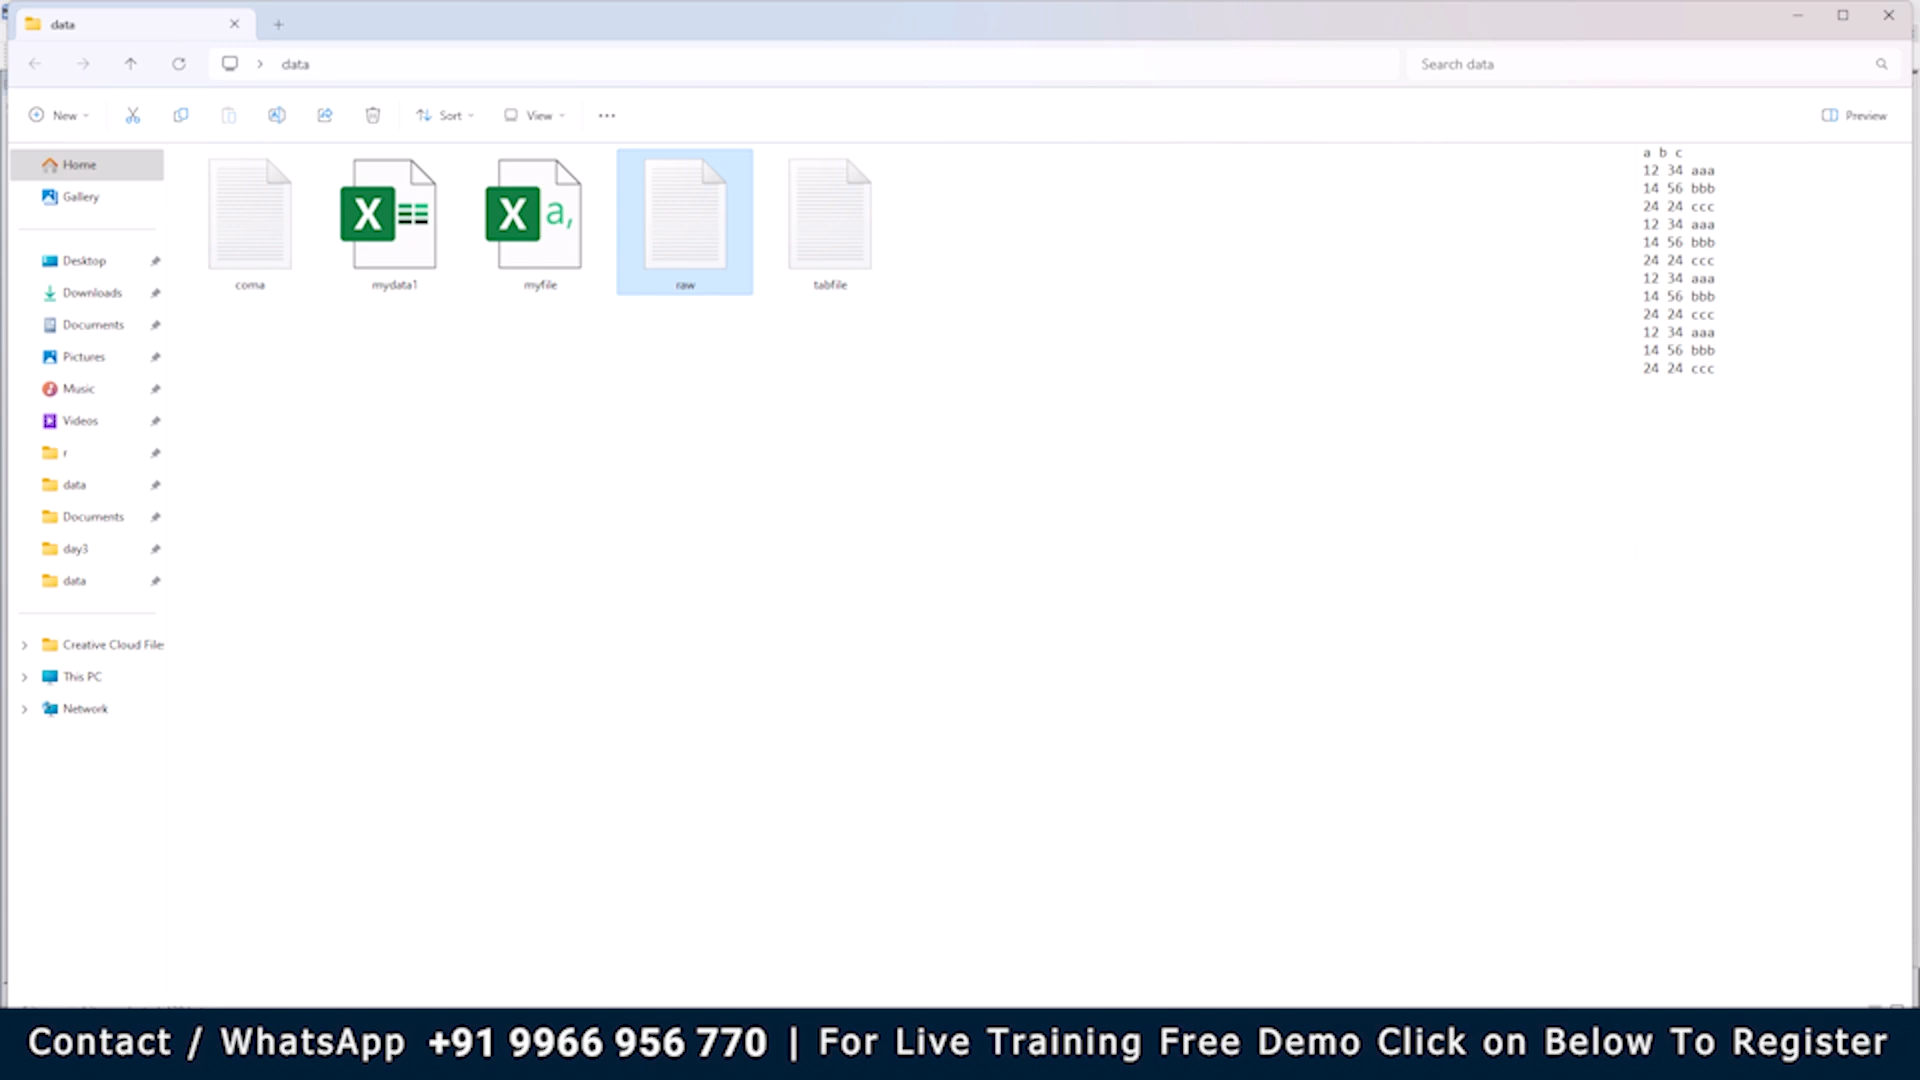 data
data
Search data
New
Sort
View
Preview
Home
Gallery
Desktop
Downloads
Documents
Pictures
Music
Videos
r
data
Documents
day3
data
Creative Cloud File
This PC
Network
coma
mydata1
myfile
raw
tabfile
a b c
12 34 aaa
14 56 bbb
24 24 ccc
12 34 aaa
14 56 bbb
24 24 ccc
12 34 aaa
14 56 bbb
24 24 ccc
12 34 aaa
14 56 bbb
24 24 ccc
Contact / WhatsApp +91 9966 956 770 | For Live Training Free Demo Click on Below To Register